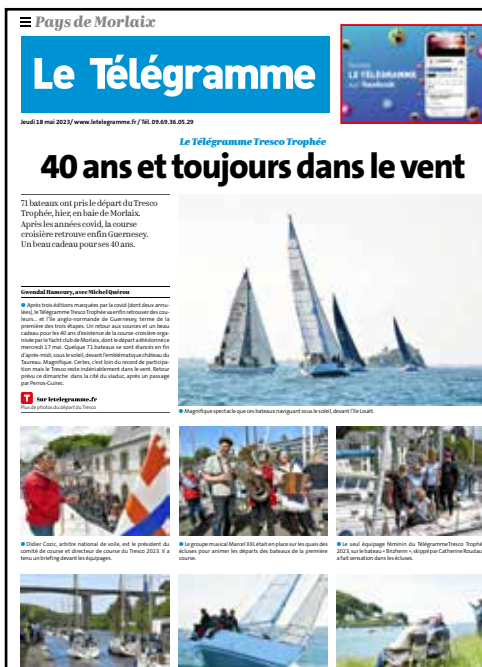 Pays de Morlaix
Le Télégramme
LE TÉLÉGRAMME
sur Facebook
Jeudi 18 mai 2023/ www.letelegramme.fr / Tél. 09.69.36.05.29
Le Télégramme Tresco Trophée
40 ans et toujours dans le vent
71 bateaux ont pris le départ du Tresco
Trophée, hier, en baie de Morlaix.
Après les années covid, la course
croisière retrouve enfin Guernesey.
Un beau cadeau pour ses 40 ans.
Gwendal Hameury, avec Michel Quérou
● Après trois éditions marquées par la covid (dont deux annu-
lées), le Télégramme Tresco Trophée va enfin retrouver des cou-
leurs... et l'île anglo-normande de Guernesey, terme de la
première des trois étapes. Un retour aux sources et un beau
cadeau pour les 40 ans d'existence de la course-croisière orga-
nisée par le Yacht club de Morlaix, dont le départ a été donné ce
mercredi 17 mai. Quelque 71 bateaux se sont élancés en fin
d'après-midi, sous le soleil, devant l'emblématique château du
Taureau. Magnifique. Certes, c'est loin du record de participa-
tion mais le Tresco reste indéniablement dans le vent. Retour
prévu ce dimanche dans la cité du viaduc, après un passage
par Perros-Guirec.
T Sur letelegramme.fr
Plus de photos du départ du Tresco
● Magnifique spectacle que ces bateaux naviguant sous le soleil, devant l'île Louët.
● Didier Cozic, arbitre national de voile, est le président du
comité de course et directeur de course du Tresco 2023. Il a
tenu un briefing devant les équipages.
● Le groupe musical Marcel XXL était en place sur les quais des
écluses pour animer les départs des bateaux de la première
course.
● Le seul équipage féminin du Télégramme Tresco Trophé
2023, sur le bateau « Brizhenn », skippé par Catherine Roudau
a fait sensation dans les écluses.